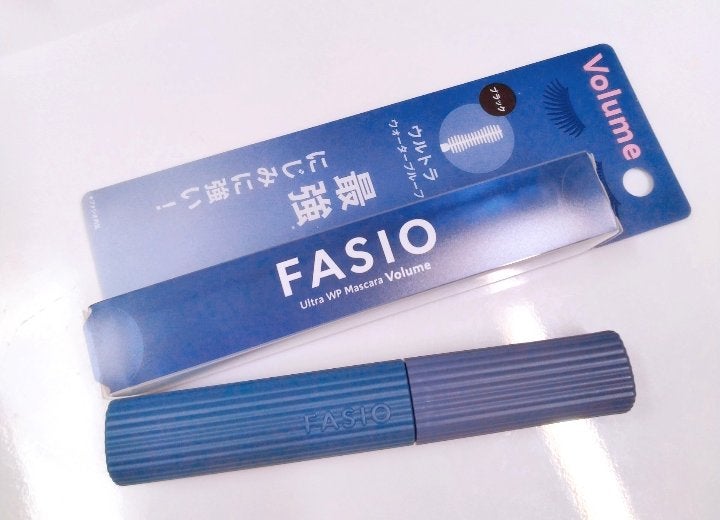 Volume
ブラック
ウルトラ
ウォータープルーフ
最強
にじみに強い!
FASIO
Ultra WP Mascara Volume
FASIO